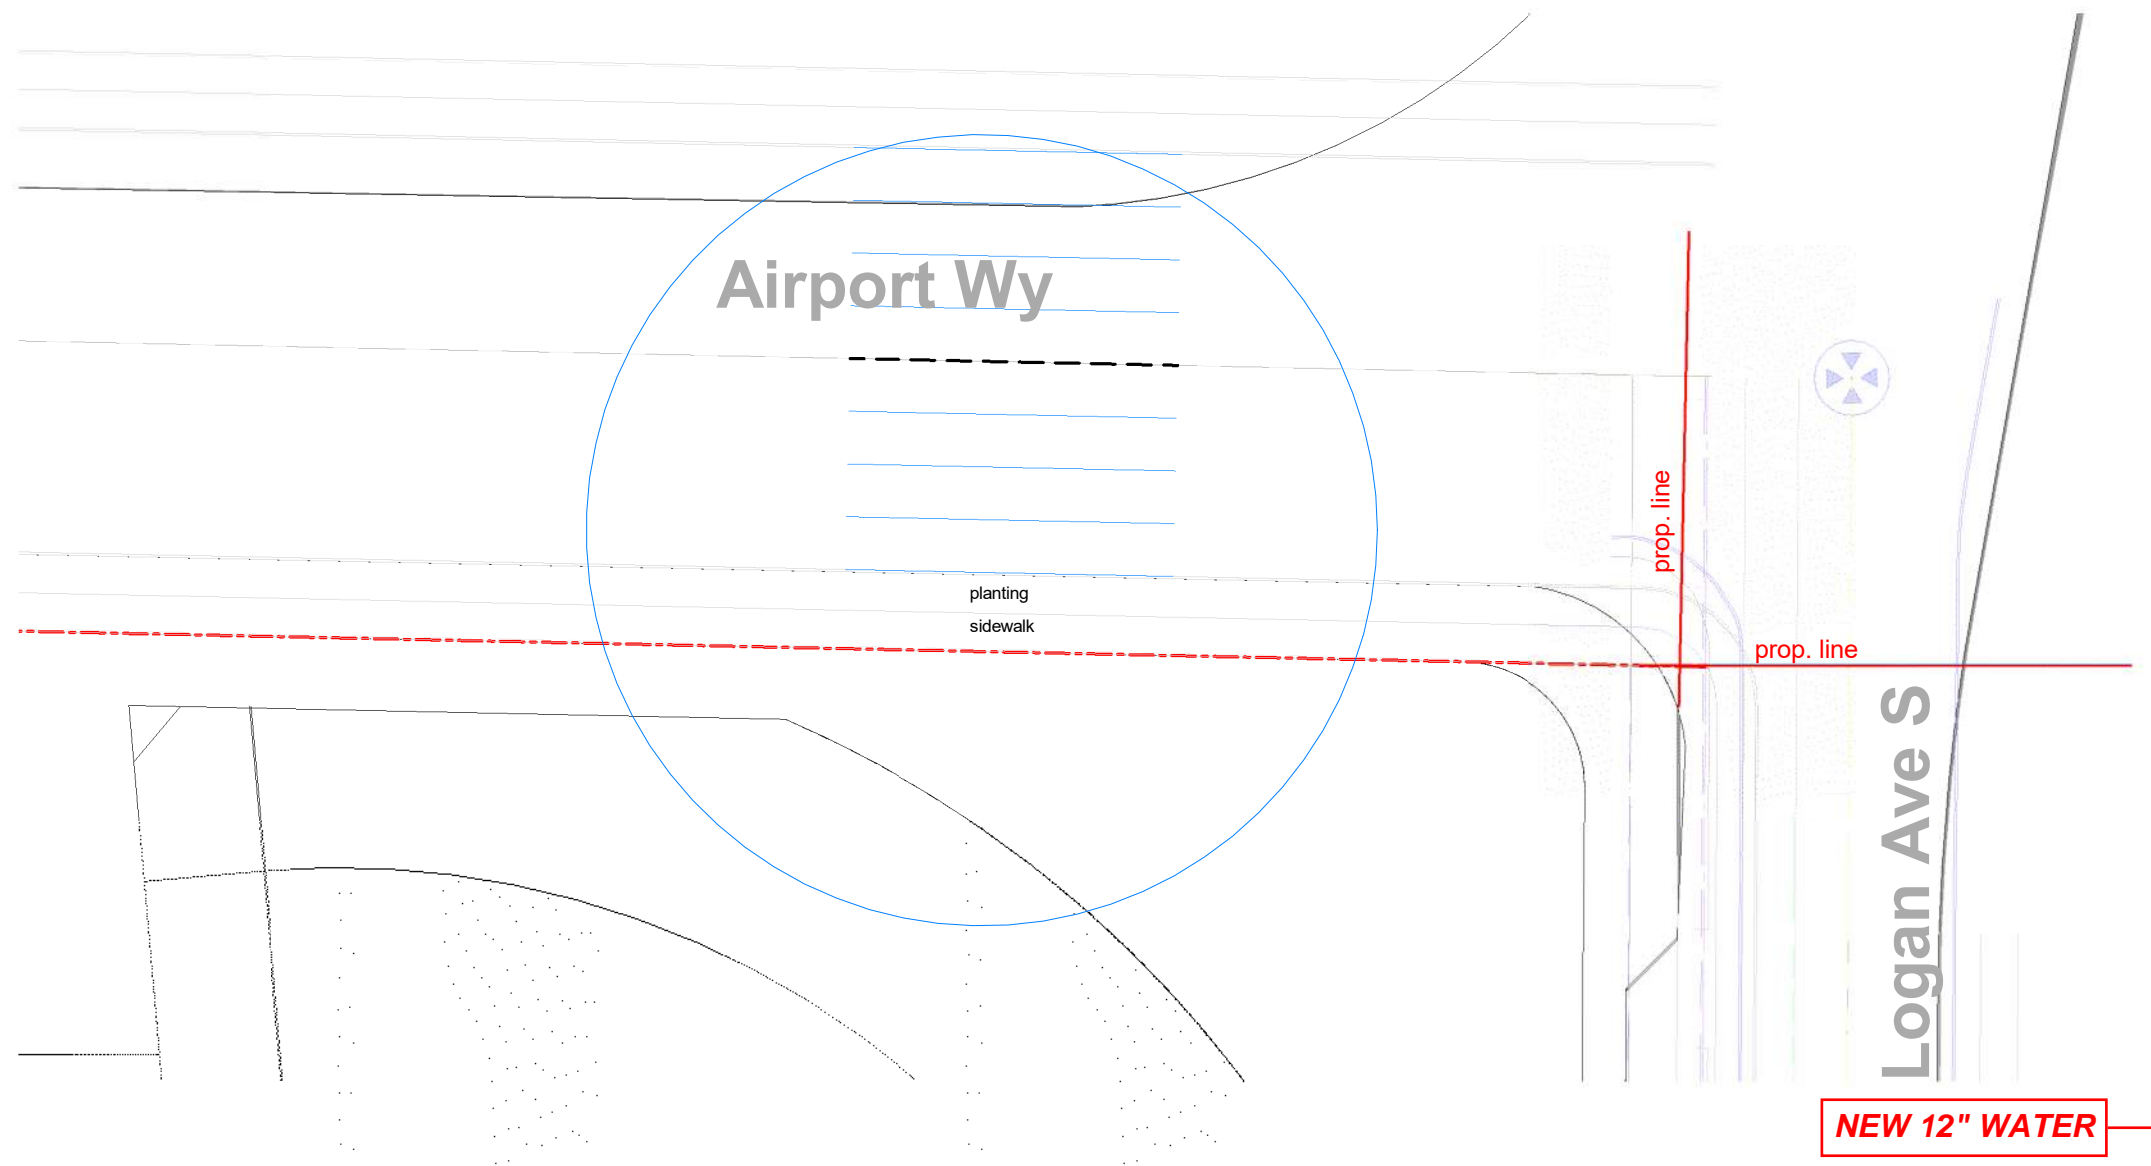 Airport Wy
prop. line
planting
sidewalk
prop. line
Logan Ave S
NEW 12" WATER